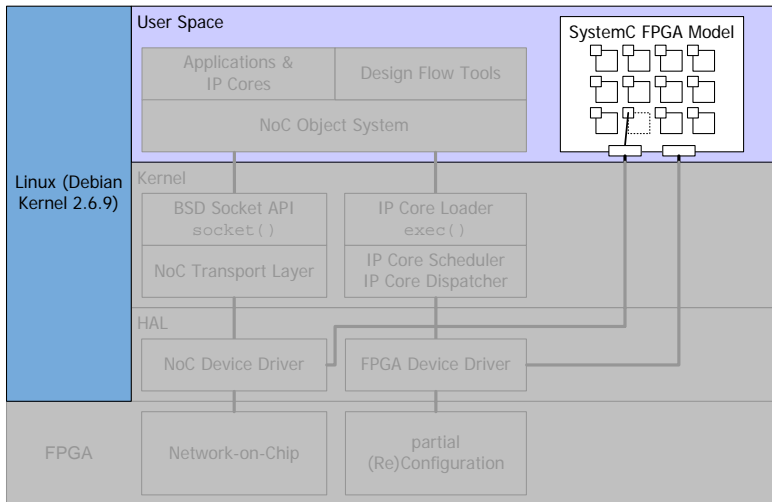 User Space
SystemC FPGA Model
Applications &
IP Cores
Design Flow Tools
NoC Object System
Linux (Debian
Kernel 2.6.9)
Kernel
BSD Socket API
socket()
IP Core Loader
exec()
NoC Transport Layer
IP Core Scheduler
IP Core Dispatcher
HAL
NoC Device Driver
FPGA Device Driver
FPGA
Network-on-Chip
partial
(Re)Configuration